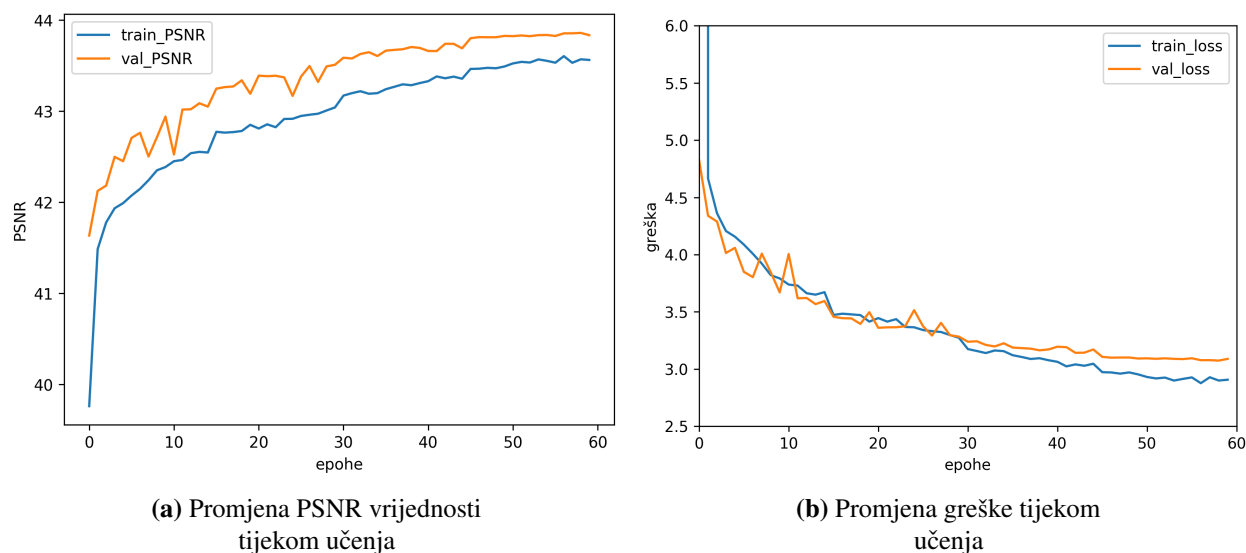 44
43
42
41
40
PSNR
train_PSNR
val_PSNR
0 10 20 30 40 50 60
epohe
(a) Promjena PSNR vrijednosti
tijekom učenja
6.0
5.5
5.0
4.5
4.0
3.5
3.0
2.5
greška
train_loss
val_loss
0 10 20 30 40 50 60
epohe
(b) Promjena greške tijekom
učenja